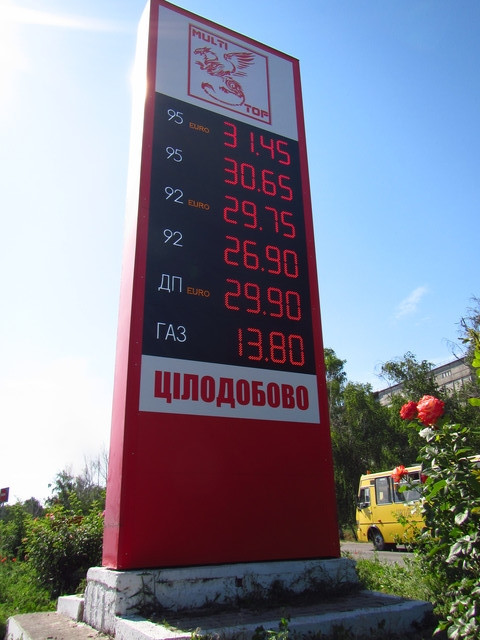 MULTI
TOP
95 EURO 31.45
95 30.65
92 EURO 29.75
92 26.90
ДП EURO 29.90
ГАЗ 13.80
ЦІЛОДОБОВО